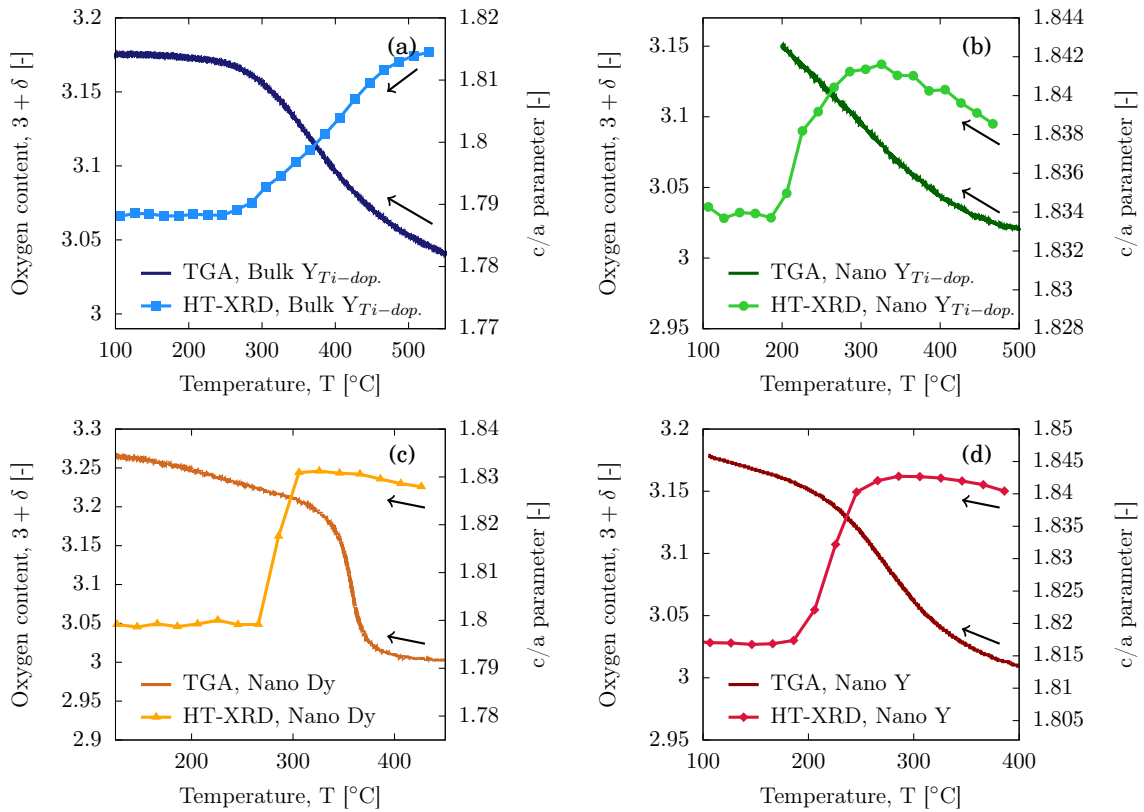 (a)
Oxygen content, 3 + δ [-]
3.2
3.15
3.1
3.05
3
c/a parameter [-]
1.82
1.81
1.8
1.79
1.78
1.77
TGA, Bulk Y_{Ti−dop.}
HT-XRD, Bulk Y_{Ti−dop.}
100 200 300 400 500
Temperature, T [°C]
(b)
Oxygen content, 3 + δ [-]
3.15
3.1
3.05
3
2.95
c/a parameter [-]
1.844
1.842
1.84
1.838
1.836
1.834
1.832
1.83
1.828
TGA, Nano Y_{Ti−dop.}
HT-XRD, Nano Y_{Ti−dop.}
100 200 300 400 500
Temperature, T [°C]
(c)
Oxygen content, 3 + δ [-]
3.3
3.25
3.2
3.15
3.1
3.05
3
2.95
2.9
c/a parameter [-]
1.84
1.83
1.82
1.81
1.8
1.79
1.78
TGA, Nano Dy
HT-XRD, Nano Dy
200 300 400
Temperature, T [°C]
(d)
Oxygen content, 3 + δ [-]
3.2
3.15
3.1
3.05
3
2.95
c/a parameter [-]
1.85
1.845
1.84
1.835
1.83
1.825
1.82
1.815
1.81
1.805
TGA, Nano Y
HT-XRD, Nano Y
100 200 300 400
Temperature, T [°C]